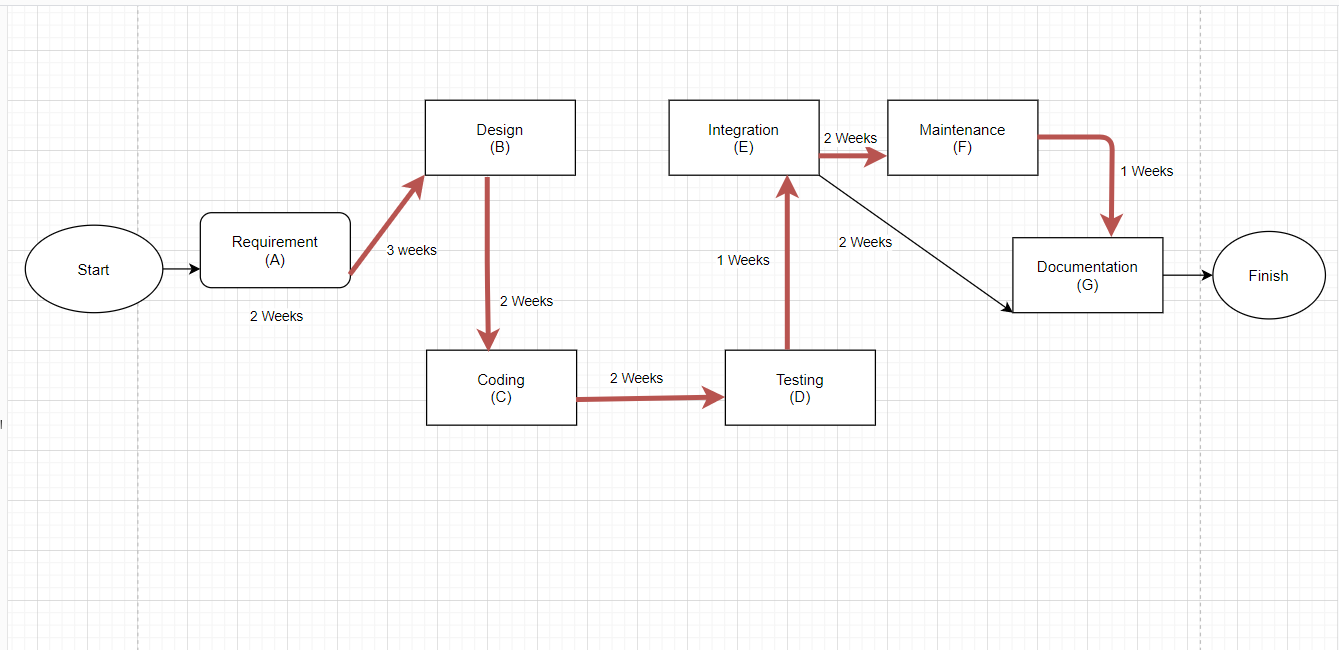 Design
(B)
Integration
(E)
2 Weeks
Maintenance
(F)
1 Weeks
Start
Requirement
(A)
3 weeks
2 Weeks
2 Weeks
1 Weeks
2 Weeks
Documentation
(G)
Finish
Coding
(C)
2 Weeks
Testing
(D)